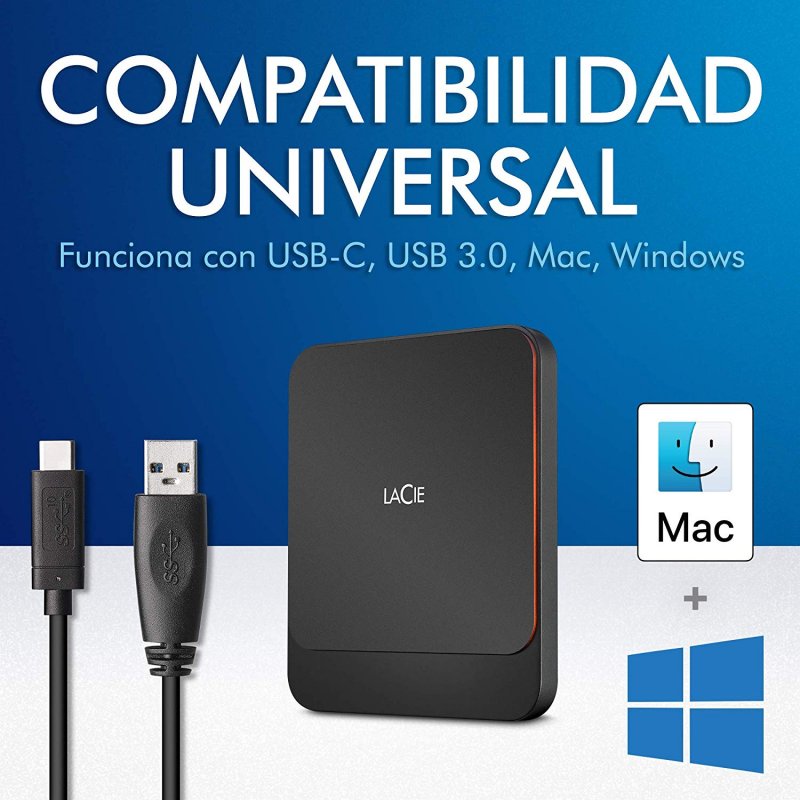 COMPATIBILIDAD
UNIVERSAL
Funciona con USB-C, USB 3.0, Mac, Windows
LACIE
Mac
+